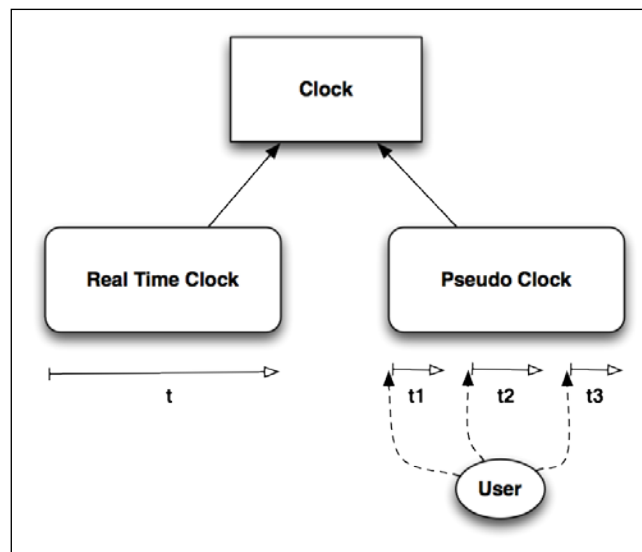 Clock
Real Time Clock
Pseudo Clock
t
t1
t2
t3
User